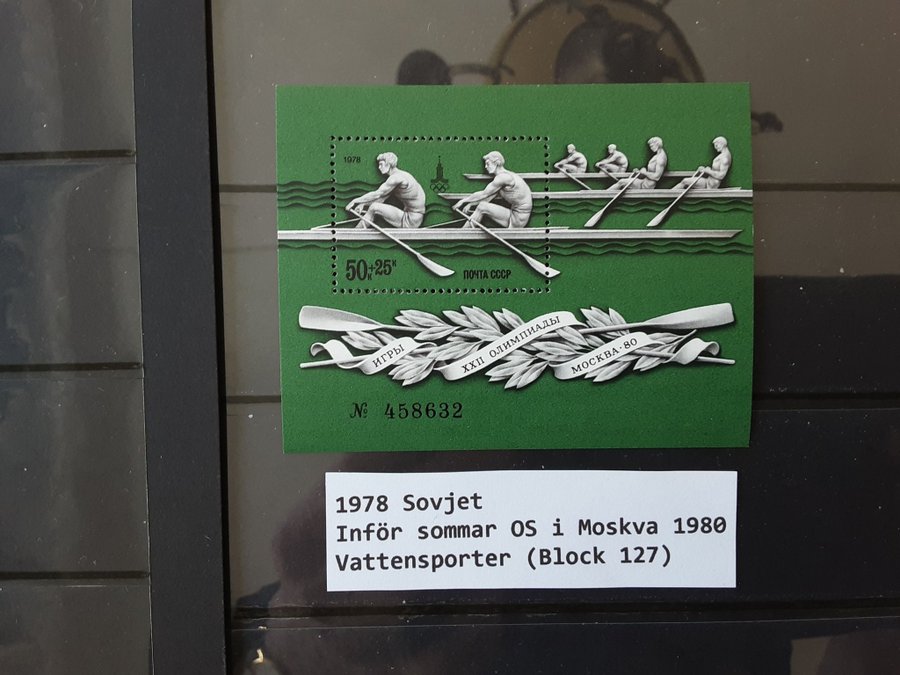 1978
50к+25к
ПОЧТА СССР
ИГРЫ
XXII ОЛИМПИАДЫ
МОСКВА-80
№ 458632
1978 Sovjet
Inför sommar OS i Moskva 1980
Vattensporter (Block 127)